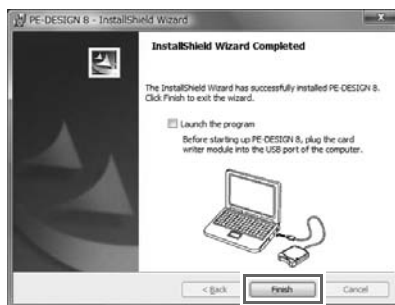 PE-DESIGN 8 - InstallShield Wizard
InstallShield Wizard Completed
The InstallShield Wizard has successfully installed PE-DESIGN 8.
Click Finish to exit the wizard.
Launch the program
Before starting up PE-DESIGN 8, plug the card
writer module into the USB port of the computer.
< Back
Finish
Cancel